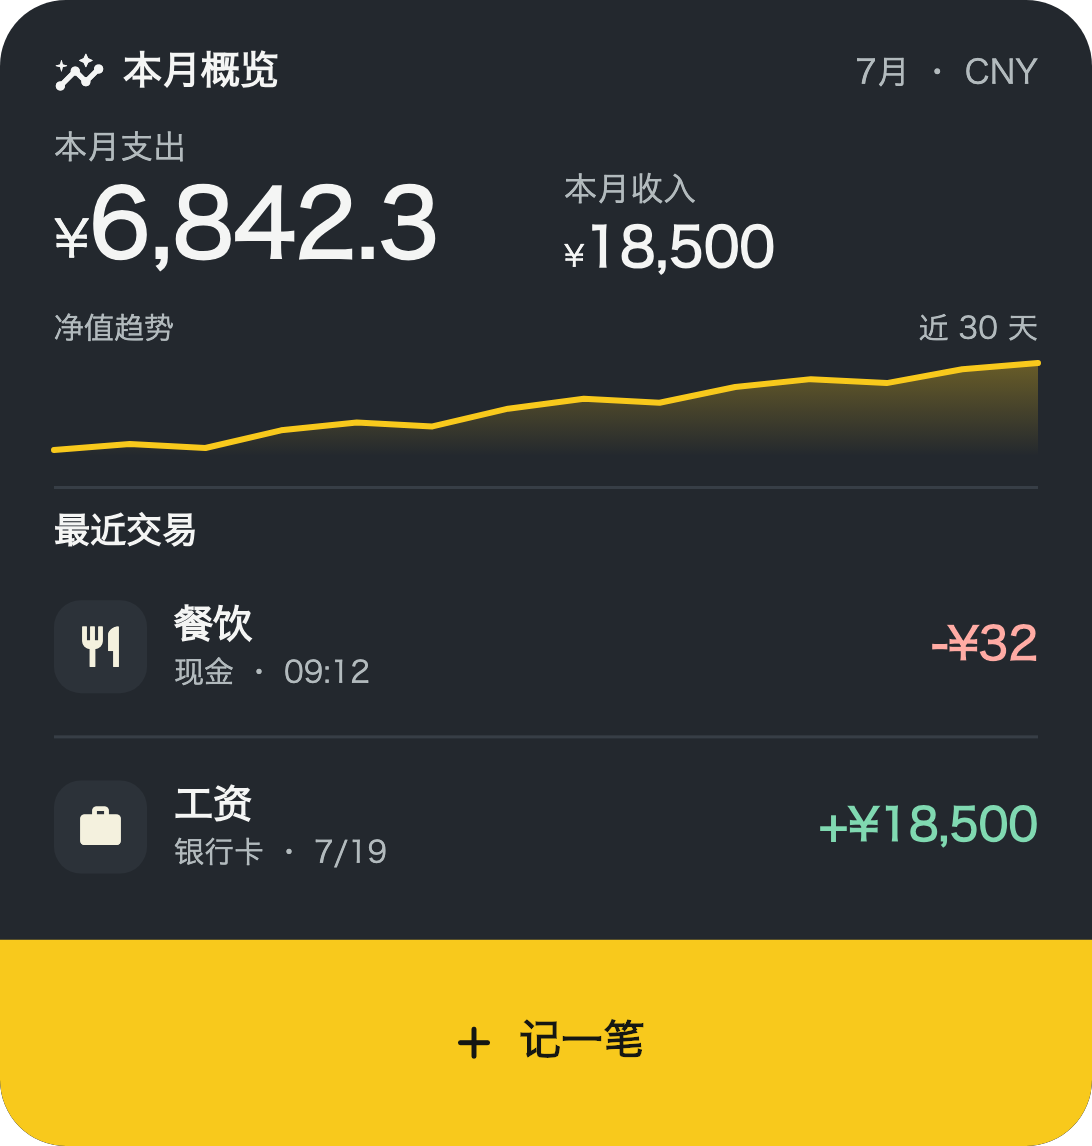 本月概览
7月 · CNY
本月支出
¥6,842.3
本月收入
¥18,500
净值趋势
近 30 天
最近交易
餐饮
现金 · 09:12
-¥32
工资
银行卡 · 7/19
+¥18,500
+ 记一笔